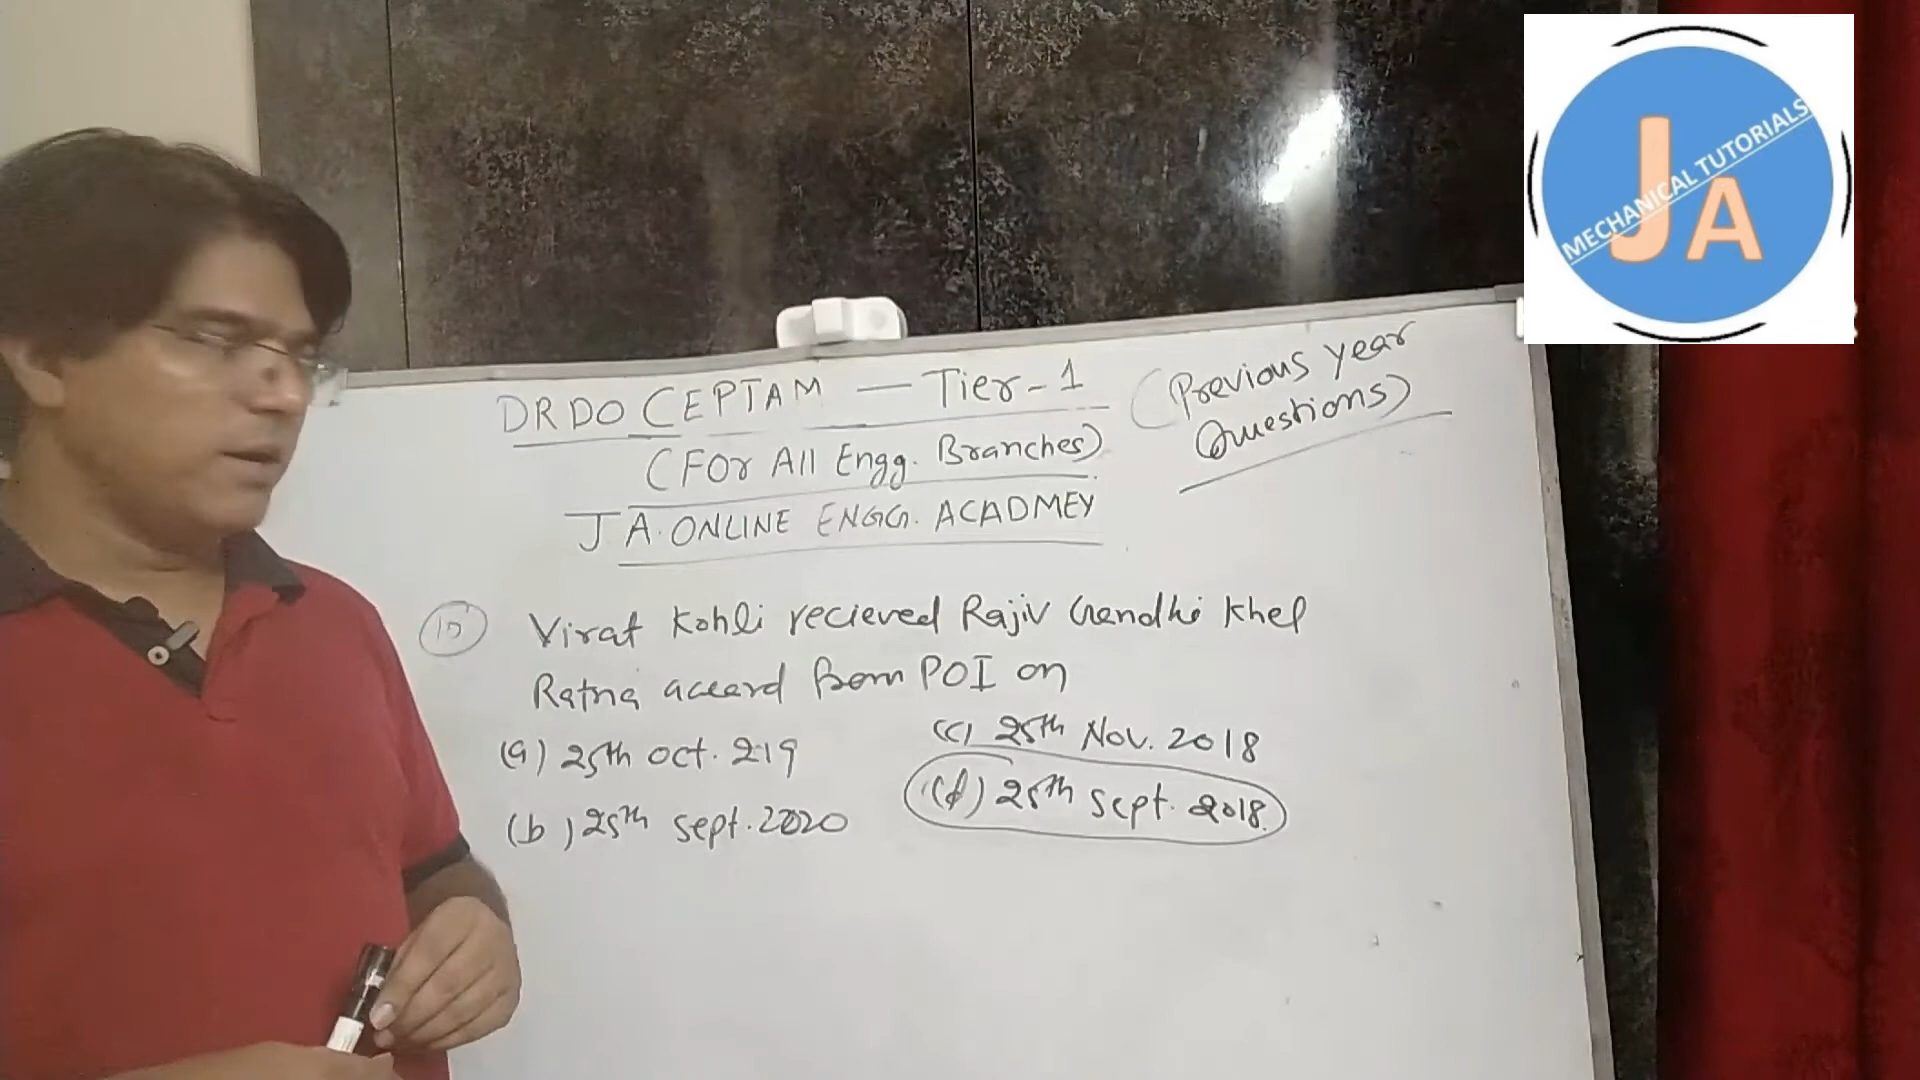 DRDO CEPTAM — Tier-1
(Previous year
Questions)
(For All Engg. Branches)
JA. ONLINE ENGG. ACADMEY
10 Virat Kohli recieved Rajiv Gandhi Khel
Ratna award from POI on
(a) 25th Oct. 219
(b) 25th Sept. 2020
(c) 25th Nov. 2018
(d) 25th Sept. 2018.
JA
MECHANICAL TUTORIALS